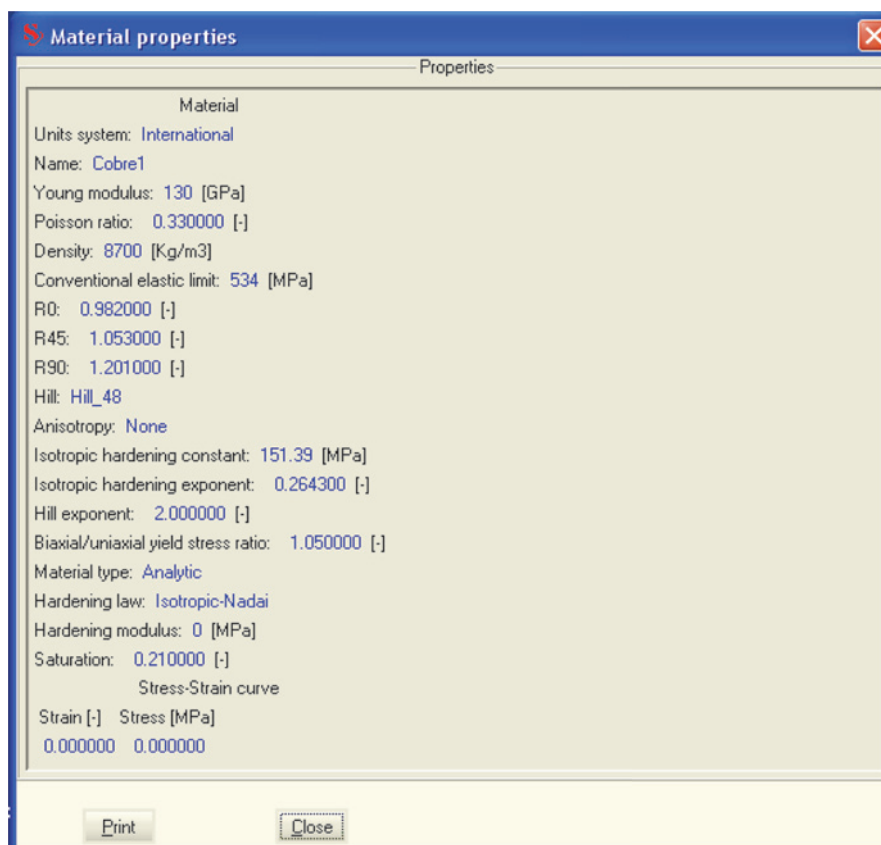 Material properties
Properties
Material
Units system: International
Name: Cobre1
Young modulus: 130 [GPa]
Poisson ratio: 0.330000 [-]
Density: 8700 [Kg/m3]
Conventional elastic limit: 534 [MPa]
R0: 0.982000 [-]
R45: 1.053000 [-]
R90: 1.201000 [-]
Hill: Hill_48
Anisotropy: None
Isotropic hardening constant: 151.39 [MPa]
Isotropic hardening exponent: 0.264300 [-]
Hill exponent: 2.000000 [-]
Biaxial/uniaxial yield stress ratio: 1.050000 [-]
Material type: Analytic
Hardening law: Isotropic-Nadai
Hardening modulus: 0 [MPa]
Saturation: 0.210000 [-]
Stress-Strain curve
Strain [-] Stress [MPa]
0.000000 0.000000
Print Close